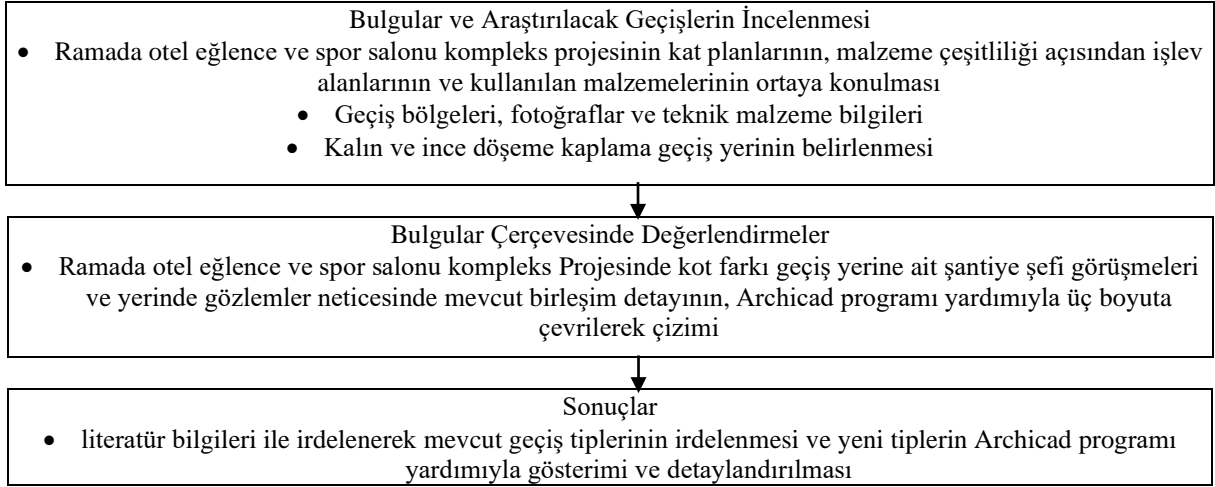 Bulgular ve Araştırılacak Geçişlerin İncelenmesi
• Ramada otel eğlence ve spor salonu kompleks projesinin kat planlarının, malzeme çeşitliliği açısından işlev
alanlarının ve kullanılan malzemelerinin ortaya konulması
• Geçiş bölgeleri, fotoğraflar ve teknik malzeme bilgileri
• Kalın ve ince döşeme kaplama geçiş yerinin belirlenmesi
Bulgular Çerçevesinde Değerlendirmeler
• Ramada otel eğlence ve spor salonu kompleks Projesinde kot farkı geçiş yerine ait şantiye şefi görüşmeleri
ve yerinde gözlemler neticesinde mevcut birleşim detayının, Archicad programı yardımıyla üç boyuta
çevrilerek çizimi
Sonuçlar
• literatür bilgileri ile irdelenerek mevcut geçiş tiplerinin irdelenmesi ve yeni tiplerin Archicad programı
yardımıyla gösterimi ve detaylandırılması